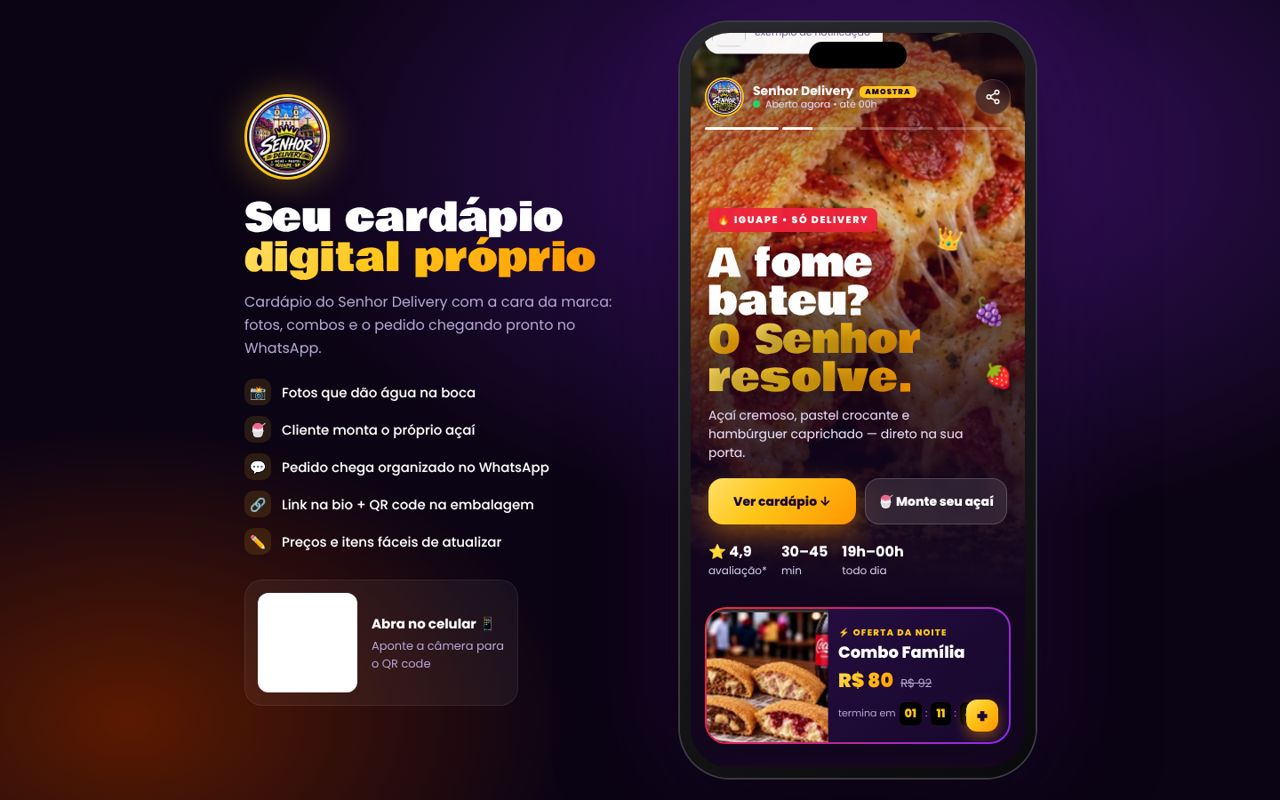 SENHOR
DELIVERY
Seu cardápio
digital próprio
Cardápio do Senhor Delivery com a cara da marca:
fotos, combos e o pedido chegando pronto no
WhatsApp.
Fotos que dão água na boca
Cliente monta o próprio açaí
Pedido chega organizado no WhatsApp
Link na bio + QR code na embalagem
Preços e itens fáceis de atualizar
Abra no celular
Aponte a câmera para
o QR code
exemplo de notificação
Senhor Delivery AMOSTRA
Aberto agora • até 00h
IGUAPE • SÓ DELIVERY
A fome
bateu?
O Senhor
resolve.
Açaí cremoso, pastel crocante e
hambúrguer caprichado — direto na sua
porta.
Ver cardápio ↓
Monte seu açaí
4,9
avaliação*
30–45
min
19h–00h
todo dia
⚡ OFERTA DA NOITE
Combo Família
R$ 80 R$ 92
termina em 01 : 11 :
+